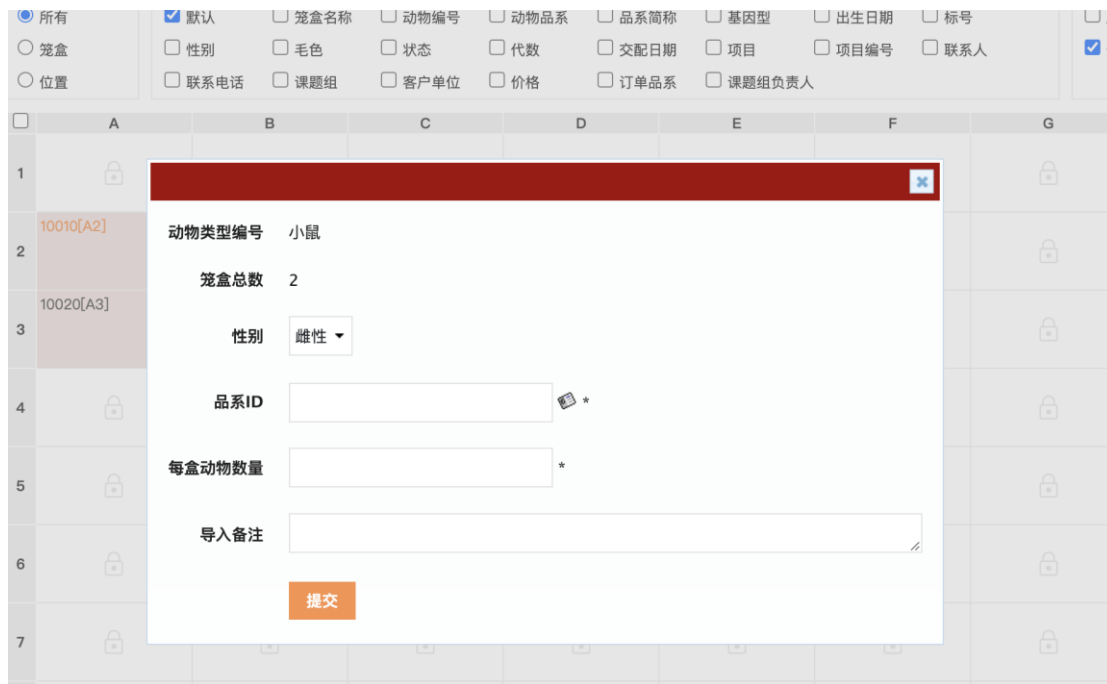 所有 默认 笼盒名称 动物编号 动物品系 品系简称 基因型 出生日期 标号
笼盒 性别 毛色 状态 代数 交配日期 项目 项目编号 联系人
位置 联系电话 课题组 客户单位 价格 订单品系 课题组负责人
A B C D E F G
1
10010[A2]
2
10020[A3]
3
4
5
6
7
动物类型编号 小鼠
笼盒总数 2
性别 雌性
品系ID *
每盒动物数量 *
导入备注
提交